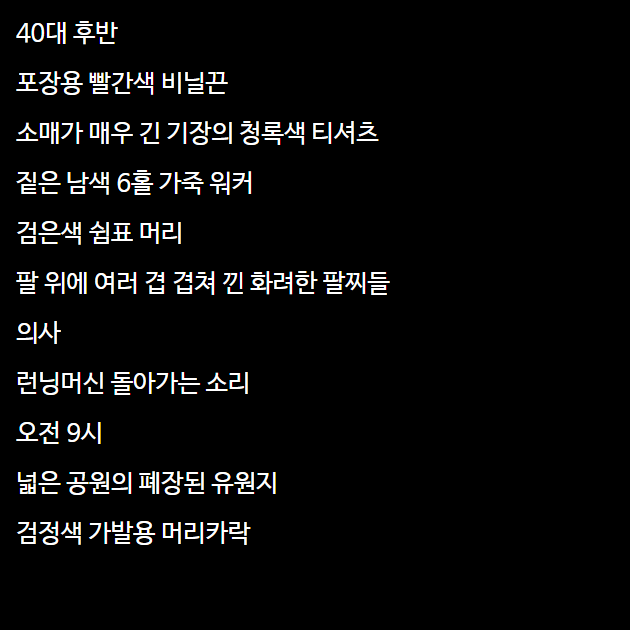 40대 후반
포장용 빨간색 비닐끈
소매가 매우 긴 기장의 청록색 티셔츠
짙은 남색 6홀 가죽 워커
검은색 쉼표 머리
팔 위에 여러 겹 겹쳐 낀 화려한 팔찌들
의사
런닝머신 돌아가는 소리
오전 9시
넓은 공원의 폐장된 유원지
검정색 가발용 머리카락